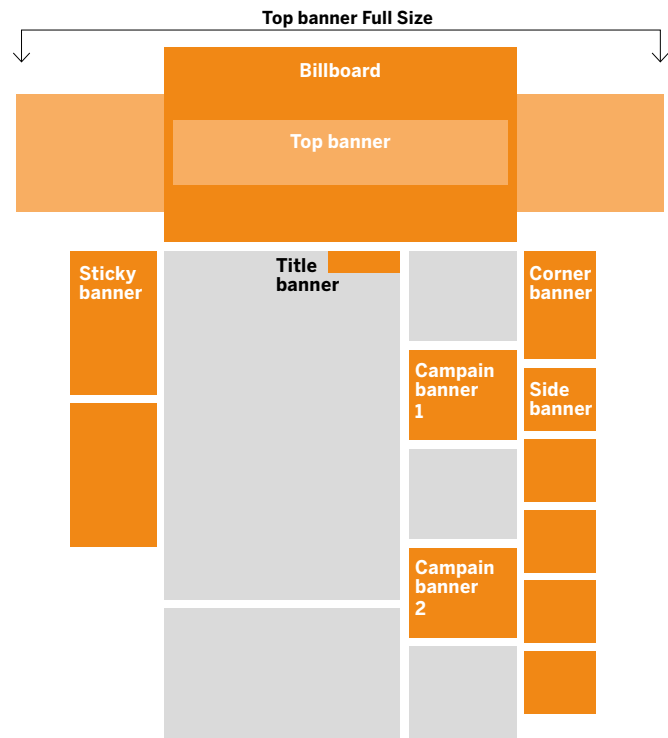 Top banner Full Size
Billboard
Top banner
Sticky
banner
Title
banner
Corner
banner
Campain
banner
1
Side
banner
Campain
banner
2